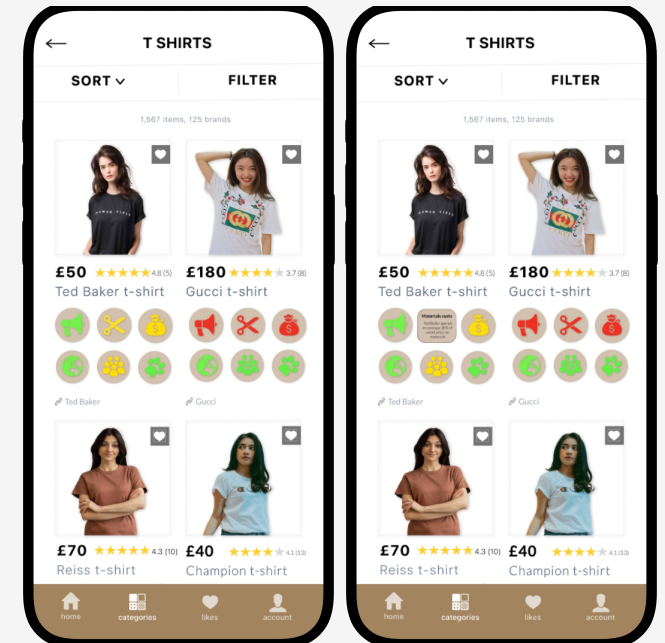 T SHIRTS
SORT
FILTER
1,567 items, 125 brands
£50 4.8 (5)
£180 3.7 (8)
Ted Baker t-shirt
Gucci t-shirt
Ted Baker
Gucci
£70 4.3 (10)
£40 4.1 (13)
Reiss t-shirt
Champion t-shirt
home
categories
likes
account
T SHIRTS
SORT
FILTER
1,567 items, 125 brands
£50 4.8 (5)
£180 3.7 (8)
Ted Baker t-shirt
Gucci t-shirt
Materials costs
Ted Baker
Gucci
£70 4.3 (10)
£40 4.1 (13)
Reiss t-shirt
Champion t-shirt
home
categories
likes
account